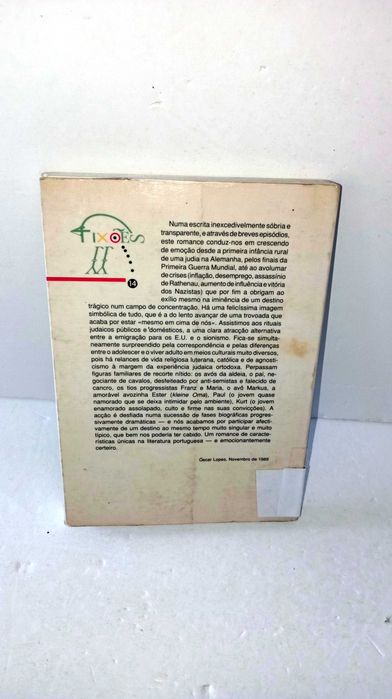 FIXÕES
14
Numa escrita inexcedivelmente sóbria e
transparente, e através de breves episódios,
este romance conduz-nos em crescendo
de emoção desde a primeira infância rural
de uma judia na Alemanha, pelos finais da
Primeira Guerra Mundial, até ao avolumar
de crises (inflação, desemprego, assassínio
de Rathenau, aumento de influência e vitória
dos Nazistas) que por fim a obrigam ao
exílio mesmo na iminência de um destino
trágico num campo de concentração. Há uma felicíssima imagem
simbólica de tudo, que é a do lento avançar de uma trovoada que
acaba por estar «mesmo em cima de nós». Assistimos aos rituais
judaicos públicos e domésticos, a uma clara atracção alternativa
entre a emigração para os E.U. e o sionismo. Fica-se simulta-
neamente surpreendido pela correspondência e pelas diferenças
entre o adolescer e o viver adulto em meios culturais muito diversos,
pois há relances de vida religiosa luterana, católica e de agnosti-
cismo à margem da experiência judaica ortodoxa. Perpassam
figuras familiares de recorte nítido: os avós da aldeia, o pai, ne-
gociante de cavalos, desfeiteado por anti-semitas e falecido de
cancro, os tios progressistas Franz e Maria, o avô Markus, a
amorável avozinha Ester (kleine Oma), Paul (o jovem quase
namorado que se deixa intimidar pelo ambiente), Kurt (o jovem
enamorado assolapado, culto e firme nas suas convicções). A
acção é desfiada numa sucessão de fases biográficas progres-
sivamente dramáticas — e nós acabamos por participar afecti-
vamente de um destino ao mesmo tempo muito singular e muito
típico, que bem nos poderia ter cabido. Um romance de caracte-
rísticas únicas na literatura portuguesa — e emocionantemente
certeiro.
Óscar Lopes, Novembro de 1989